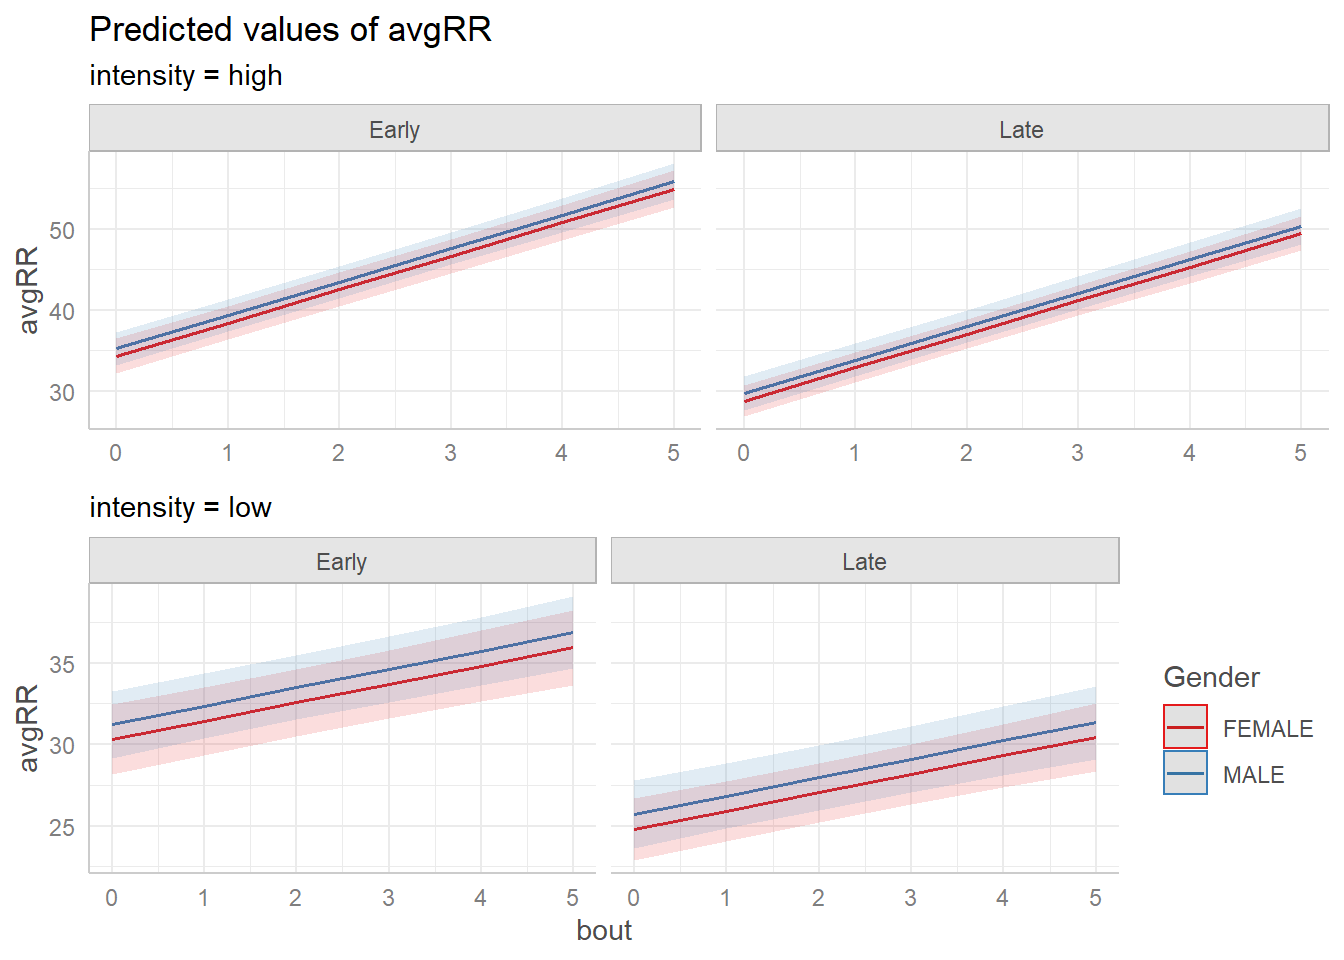 Predicted values of avgRR
intensity = high
Early Late
avgRR
50
40
30
0 1 2 3 4 5 0 1 2 3 4 5
intensity = low
Early Late
avgRR
35
30
25
0 1 2 3 4 5 0 1 2 3 4 5
bout
Gender
FEMALE
MALE